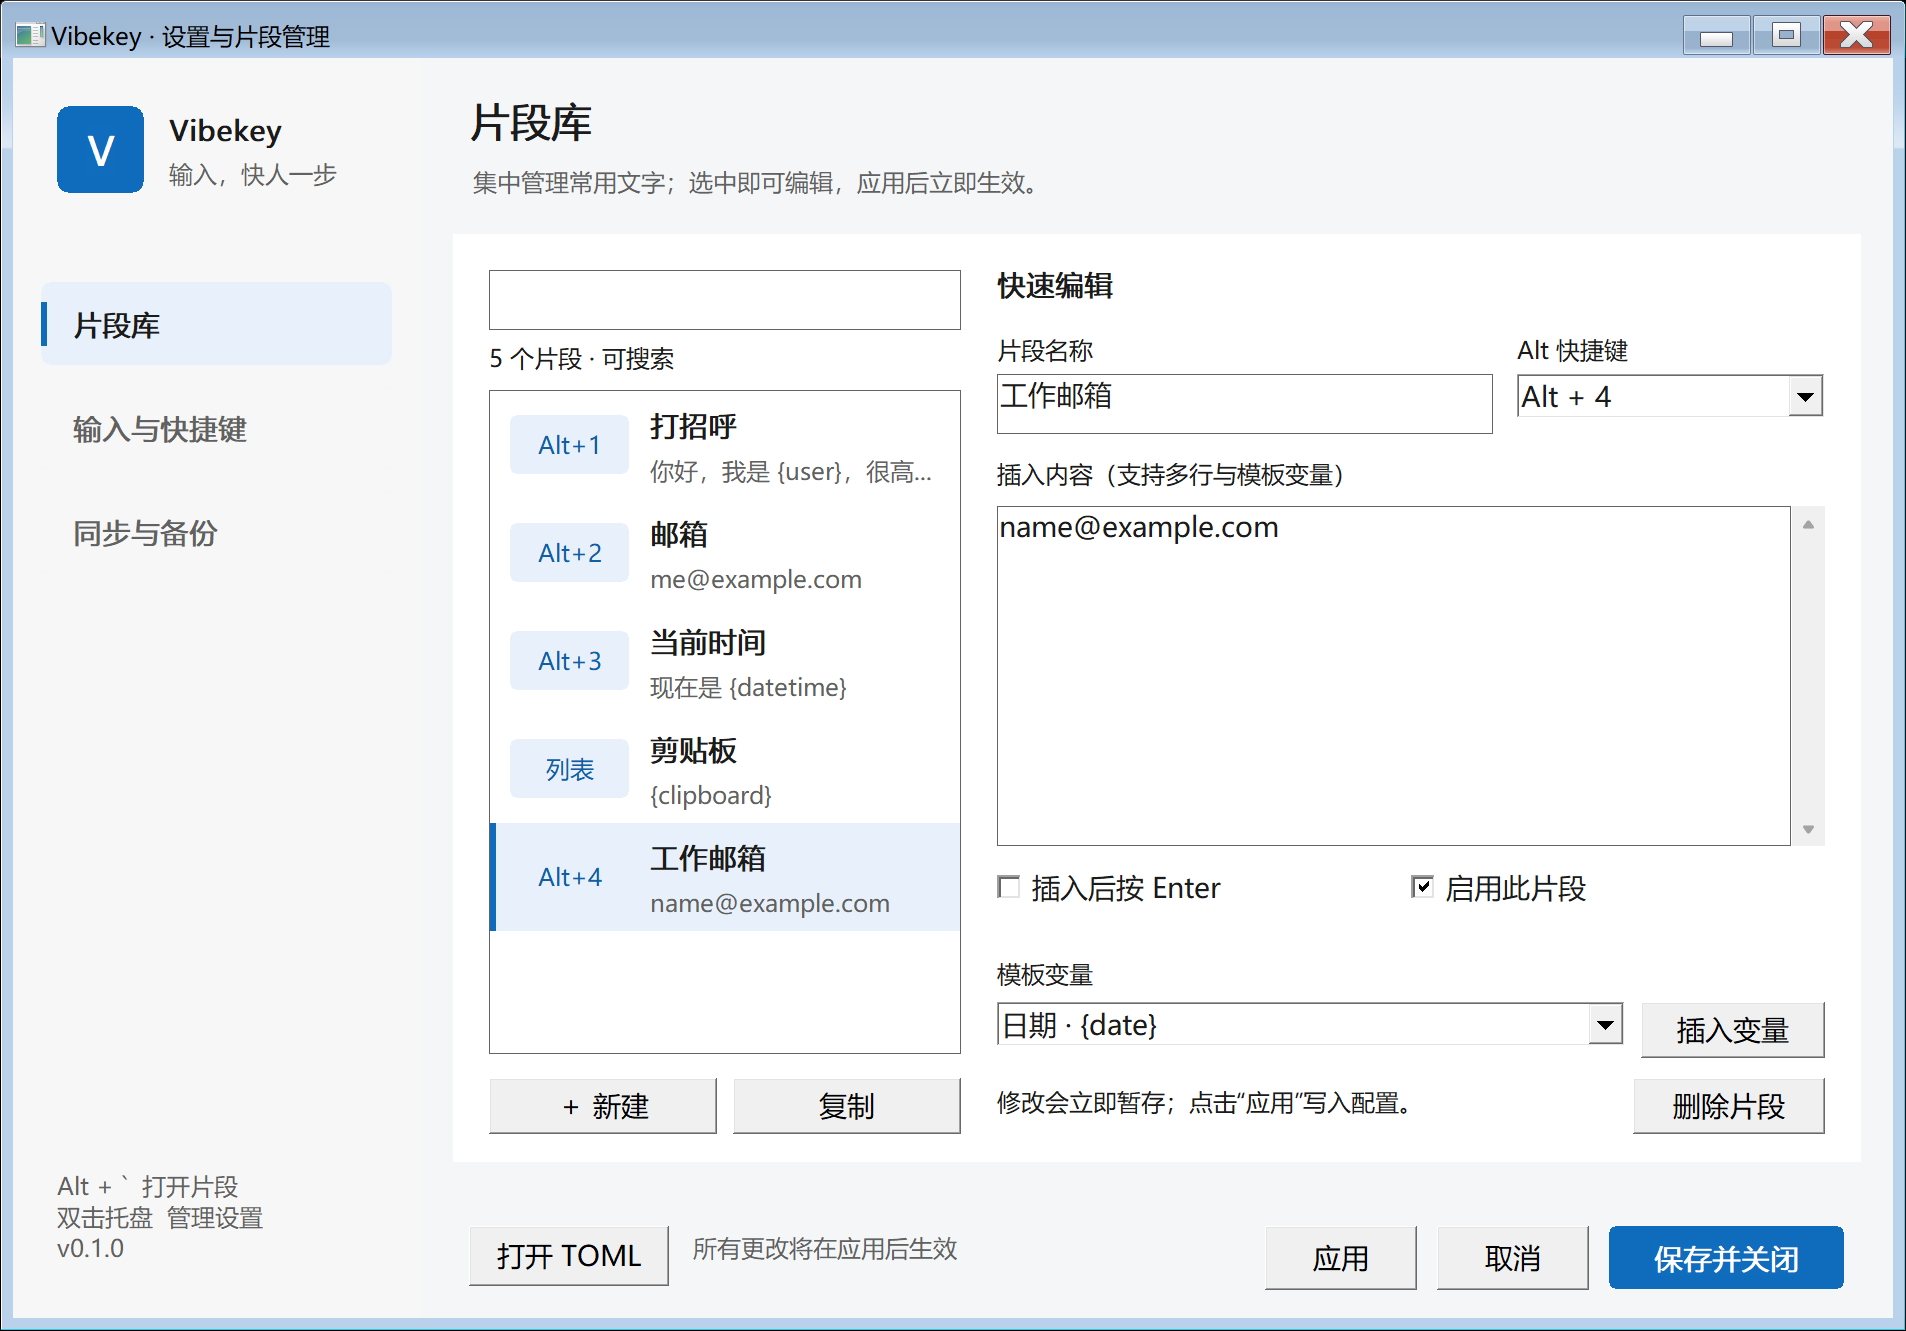 Vibekey · 设置与片段管理
V
Vibekey
输入，快人一步
片段库
输入与快捷键
同步与备份
Alt + ` 打开片段
双击托盘 管理设置
v0.1.0
片段库
集中管理常用文字；选中即可编辑，应用后立即生效。
5 个片段 · 可搜索
Alt+1
打招呼
你好，我是 {user}，很高...
Alt+2
邮箱
me@example.com
Alt+3
当前时间
现在是 {datetime}
列表
剪贴板
{clipboard}
Alt+4
工作邮箱
name@example.com
+ 新建
复制
快速编辑
片段名称
Alt 快捷键
工作邮箱
Alt + 4
插入内容（支持多行与模板变量）
name@example.com
插入后按 Enter
启用此片段
模板变量
日期 · {date}
插入变量
修改会立即暂存；点击“应用”写入配置。
删除片段
打开 TOML
所有更改将在应用后生效
应用
取消
保存并关闭